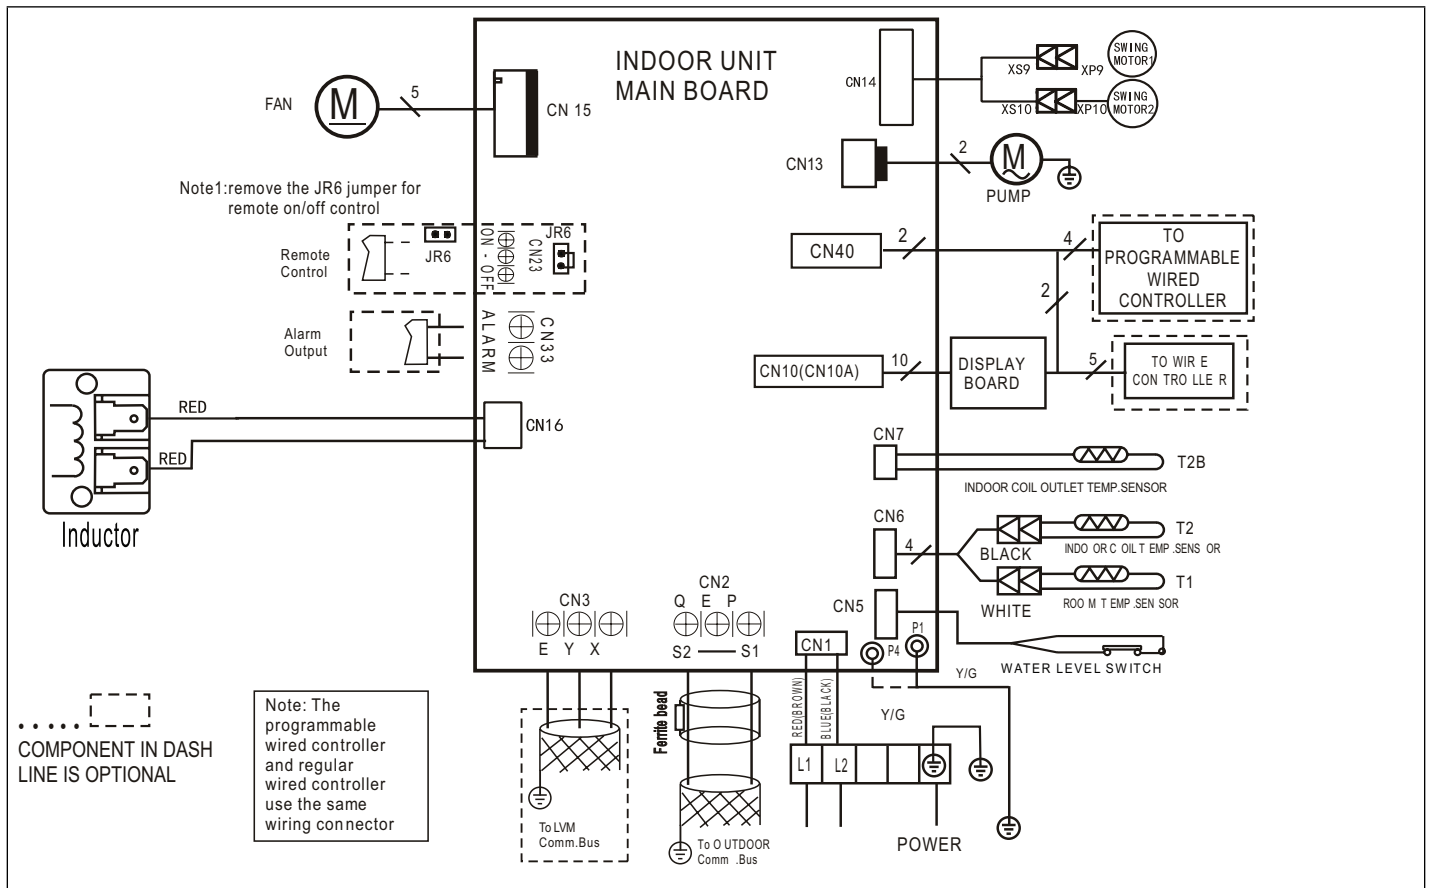 INDOOR UNIT
MAIN BOARD
FAN
M
5
CN 15
CN14
XS9
XP9
SWING
MOTOR1
XS10
XP10
SWING
MOTOR2
CN13
2
M
PUMP
Note1:remove the JR6 jumper for
remote on/off control
Remote
Control
JR6
ON - OFF
CN23
JR6
CN40
2
4
TO
PROGRAMMABLE
WIRED
CONTROLLER
2
Alarm
Output
ALARM
CN33
CN10(CN10A)
10
DISPLAY
BOARD
5
TO WIR E
CON TRO LLE R
RED
RED
CN16
Inductor
CN7
T2B
INDOOR COIL OUTLET TEMP.SENSOR
CN6
4
BLACK
T2
INDO OR C OIL T EMP .SENS OR
WHITE
T1
ROO M T EMP .SEN SOR
CN5
WATER LEVEL SWITCH
CN3
E Y X
CN2
Q E P
S2 S1
CN1
P4
P1
Y/G
Y/G
RED(BROWN)
BLUE(BLACK)
Ferrite bead
L1
L2
POWER
To LVM
Comm.Bus
To O UTDOOR
Comm .Bus
COMPONENT IN DASH
LINE IS OPTIONAL
Note: The
programmable
wired controller
and regular
wired controller
use the same
wiring connector